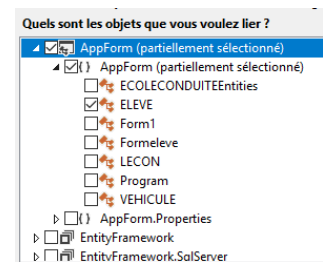 Quels sont les objets que vous voulez lier ?
AppForm (partiellement sélectionné)
{ } AppForm (partiellement sélectionné)
ECOLECONDUITEEntities
ELEVE
Form1
Formeleve
LECON
Program
VEHICULE
{ } AppForm.Properties
EntityFramework
EntityFramework.SqlServer